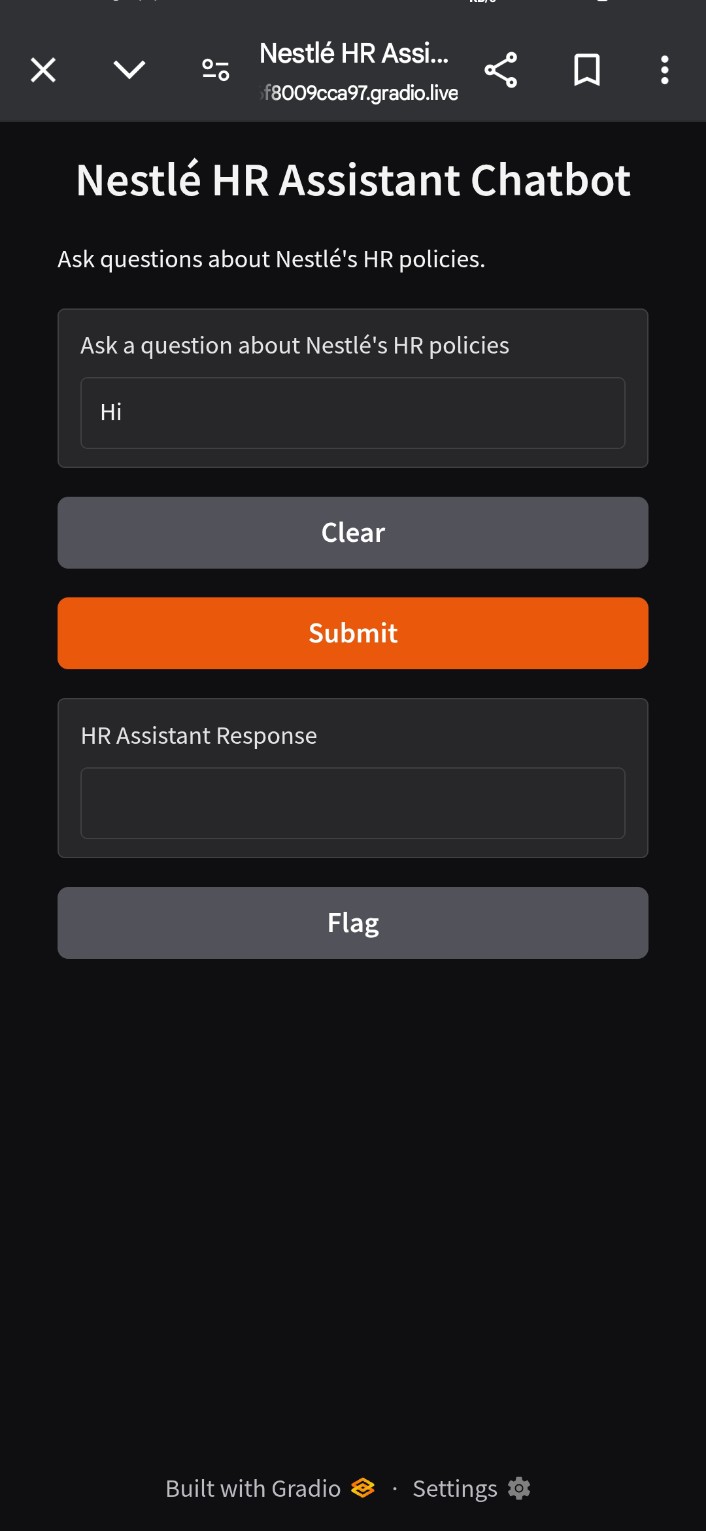 Nestlé HR Assi...
f8009cca97.gradio.live
Nestlé HR Assistant Chatbot
Ask questions about Nestlé's HR policies.
Ask a question about Nestlé's HR policies
Hi
Clear
Submit
HR Assistant Response
Flag
Built with Gradio · Settings